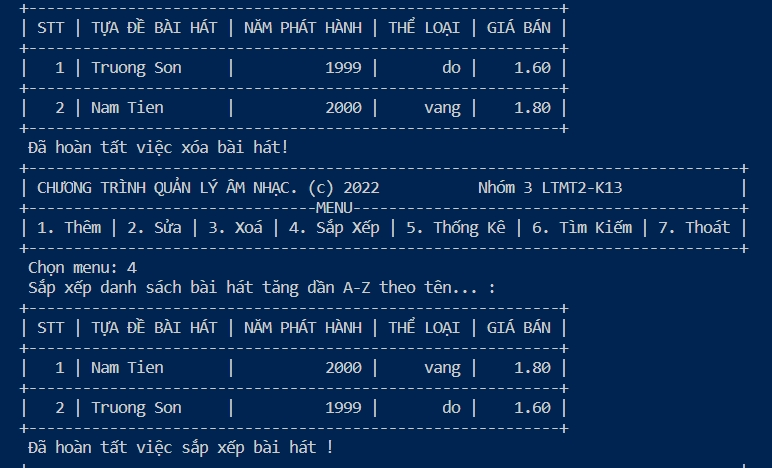 +-----------------------------------------------------------+
| STT | TỰA ĐỀ BÀI HÁT | NĂM PHÁT HÀNH | THỂ LOẠI | GIÁ BÁN |
+-----------------------------------------------------------+
|   1 | Truong Son     |          1999 |       do |    1.60 |
+-----------------------------------------------------------+
|   2 | Nam Tien       |          2000 |     vang |    1.80 |
+-----------------------------------------------------------+
Đã hoàn tất việc xóa bài hát!
+-------------------------------------------------------------------------------+
| CHƯƠNG TRÌNH QUẢN LÝ ÂM NHẠC. (c) 2022           Nhóm 3 LTMT2-K13             |
+--------------------------------MENU-------------------------------------------+
| 1. Thêm | 2. Sửa | 3. Xoá | 4. Sắp Xếp | 5. Thống Kê | 6. Tìm Kiếm | 7. Thoát |
+-------------------------------------------------------------------------------+
Chọn menu: 4
Sắp xếp danh sách bài hát tăng dần A-Z theo tên... :
+-----------------------------------------------------------+
| STT | TỰA ĐỀ BÀI HÁT | NĂM PHÁT HÀNH | THỂ LOẠI | GIÁ BÁN |
+-----------------------------------------------------------+
|   1 | Nam Tien       |          2000 |     vang |    1.80 |
+-----------------------------------------------------------+
|   2 | Truong Son     |          1999 |       do |    1.60 |
+-----------------------------------------------------------+
Đã hoàn tất việc sắp xếp bài hát !